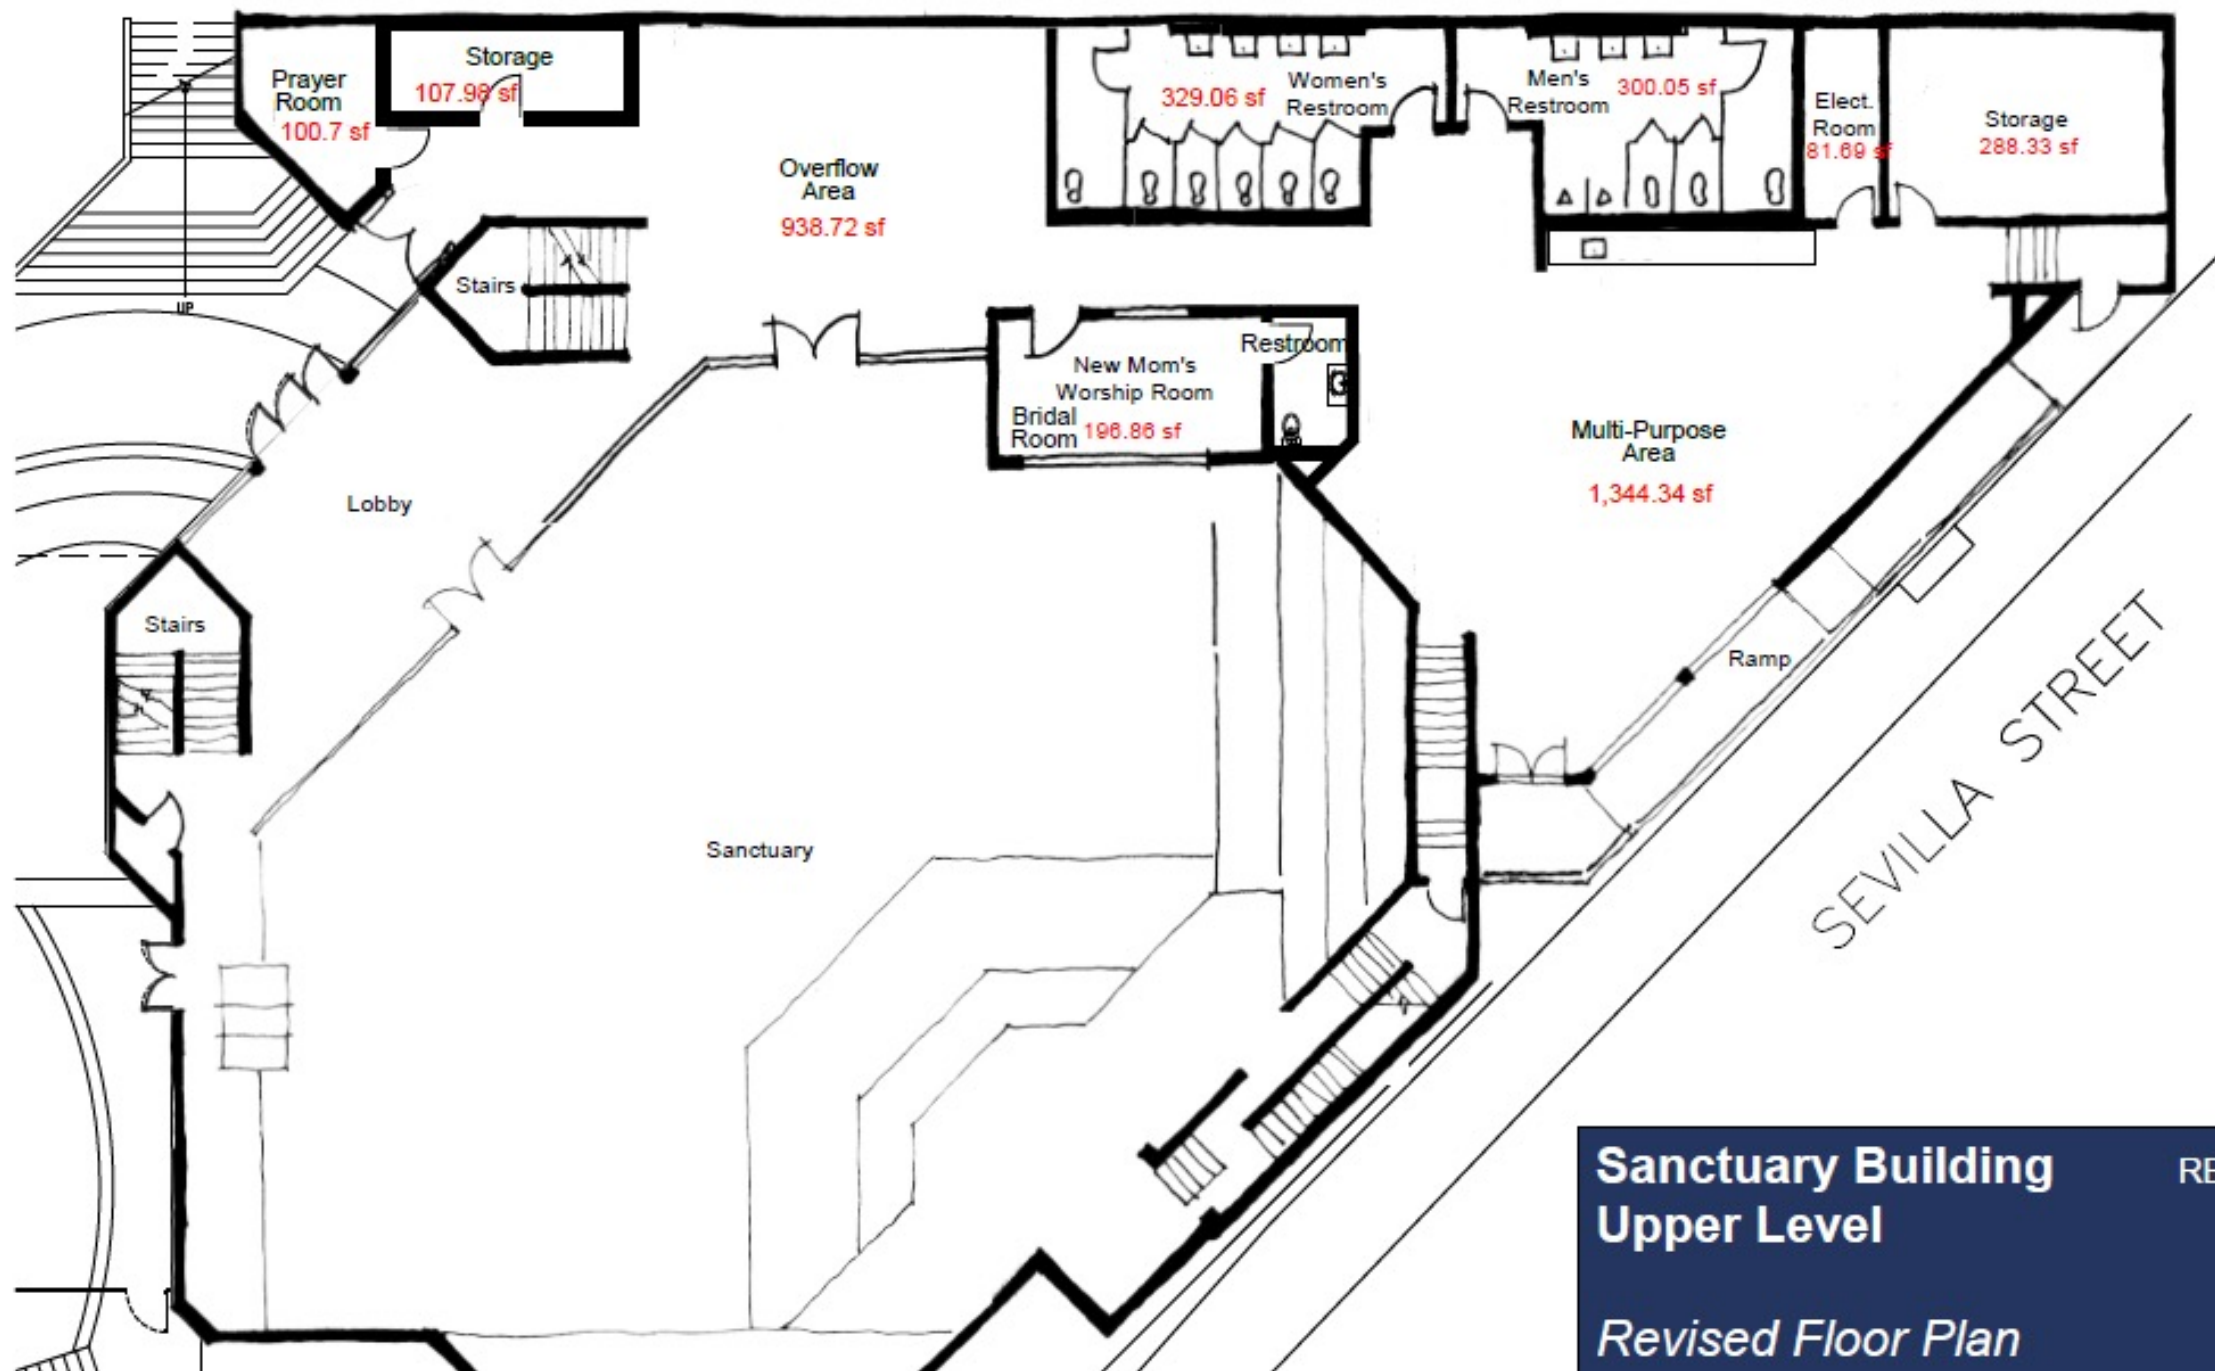 Prayer
Room
100.7 sf
Storage
107.98 sf
Overflow
Area
938.72 sf
329.06 sf
Women's
Restroom
Men's
Restroom
300.05 sf
Elect.
Room
81.69 sf
Storage
288.33 sf
UP
Stairs
New Mom's
Worship Room
Bridal
Room
196.86 sf
Restroom
Multi-Purpose
Area
1,344.34 sf
Lobby
Stairs
Ramp
SEVILLA STREET
Sanctuary
Sanctuary Building
Upper Level
RE
Revised Floor Plan